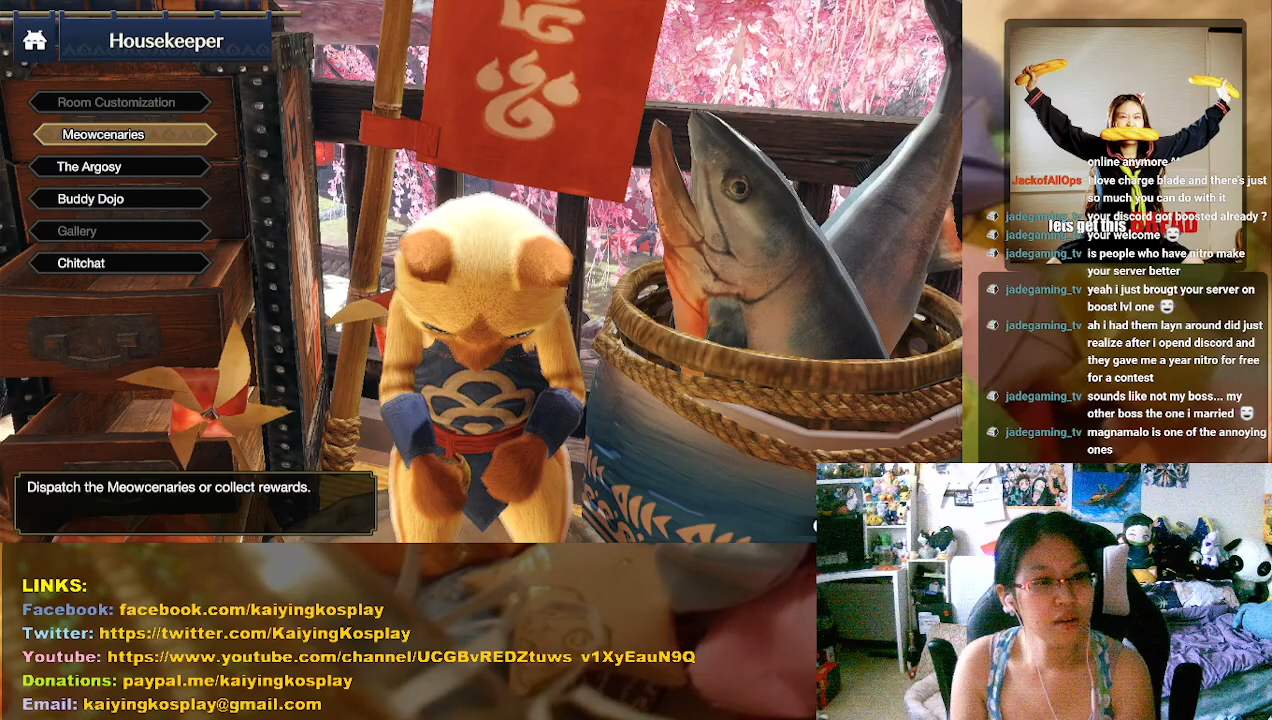 Housekeeper
Room Customization
Meowcenaries
The Argosy
Buddy Dojo
Gallery
Chitchat
Dispatch the Meowcenaries or collect rewards.
LINKS:
Facebook: facebook.com/kaiyingkosplay
Twitter: https://twitter.com/KaiyingKosplay
Youtube: https://www.youtube.com/channel/UCGBvREDZtuws_v1XyEauN9Q
Donations: paypal.me/kaiyingkosplay
Email: kaiyingkosplay@gmail.com
lets get this BREAD
online anymore ^^
JackofAllOps I love charge blade and there's just
so much you can do with it
jadegaming_tv your discord got boosted already ?
jadegaming_tv your welcome
jadegaming_tv is people who have nitro make
your server better
jadegaming_tv yeah i just brougt your server on
boost lvl one
jadegaming_tv ah i had them layn around did just
realize after i opend discord and
they gave me a year nitro for free
for a contest
jadegaming_tv sounds like not my boss... my
other boss the one i married
jadegaming_tv magnamalo is one of the annoying
ones